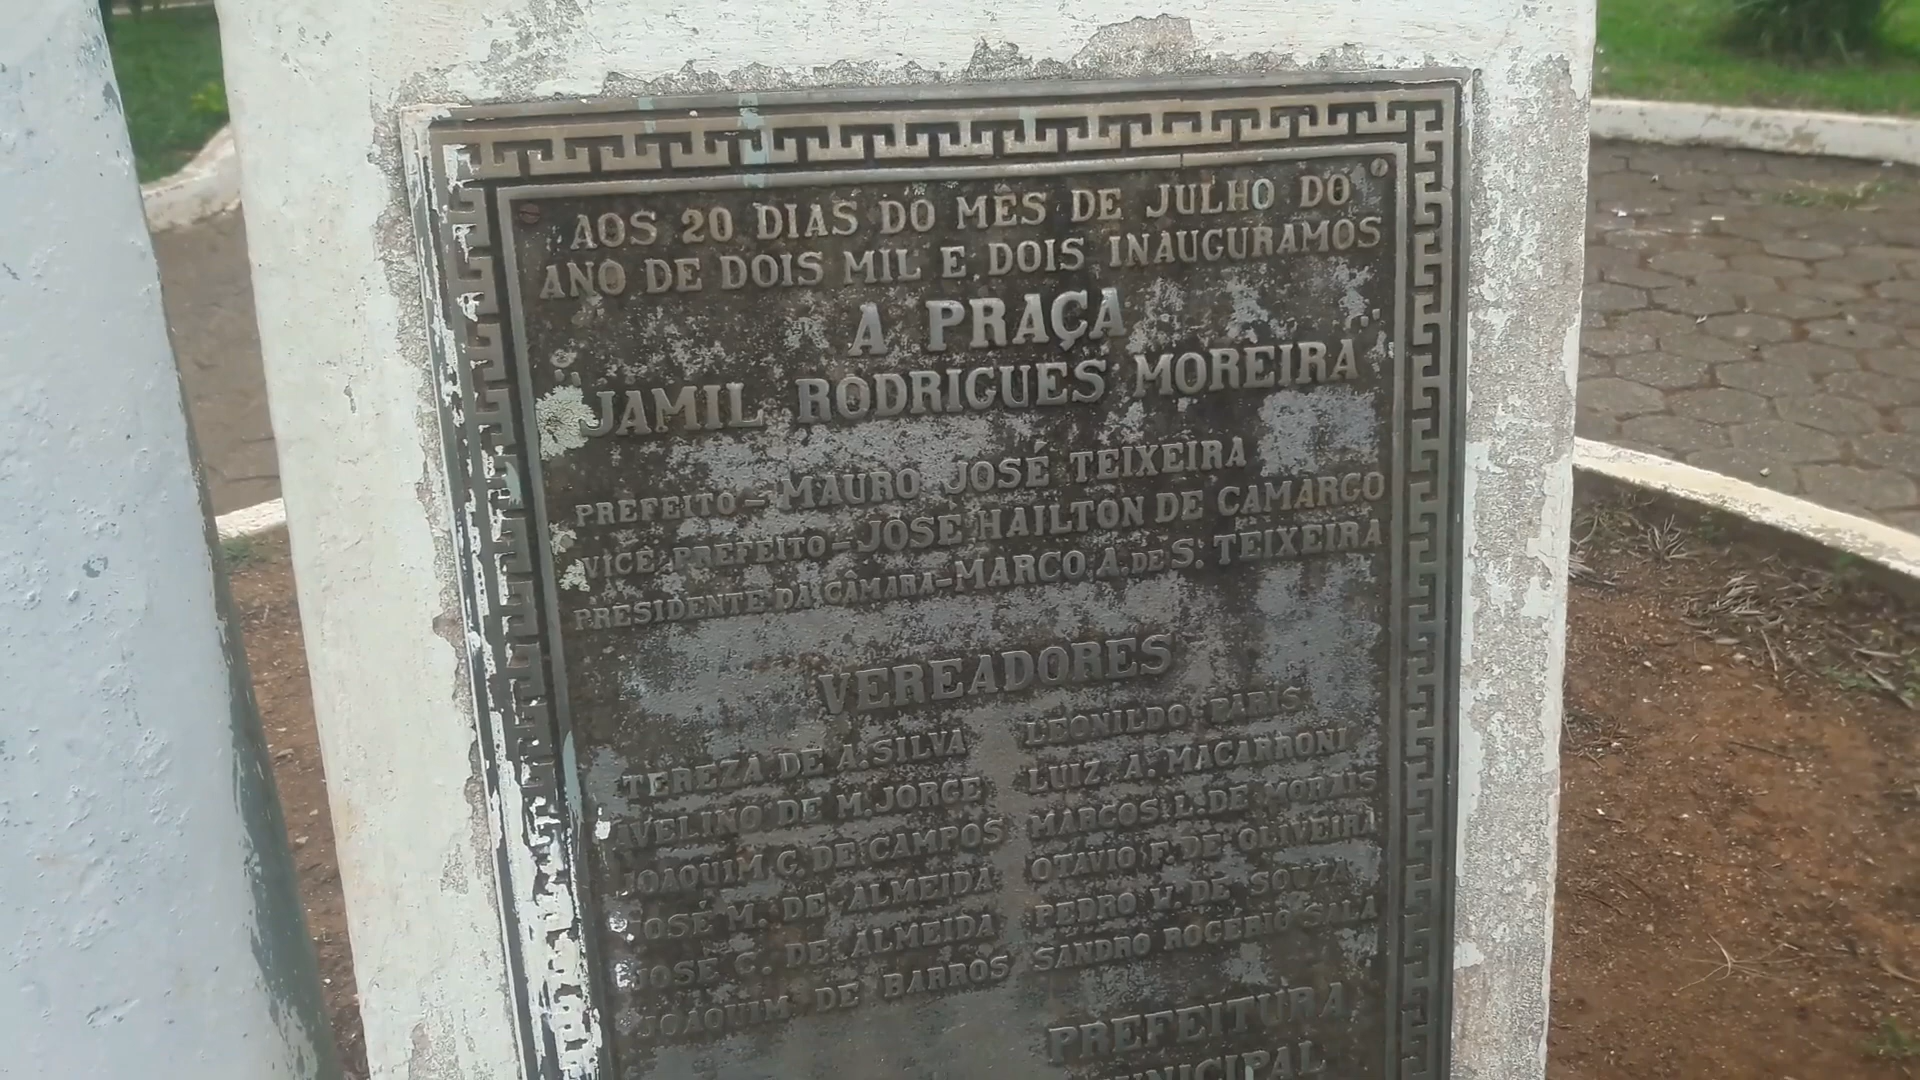 AOS 20 DIAS DO MÊS DE JULHO DO
ANO DE DOIS MIL E DOIS INAUGURAMOS
A PRAÇA
"JAMIL RODRIGUES MOREIRA"
PREFEITO - MAURO JOSÉ TEIXEIRA
VICE PREFEITO - JOSÉ HAILTON DE CAMARGO
PRESIDENTE DA CÂMARA - MARCO A. DE S. TEIXEIRA
VEREADORES
TEREZA DE A. SILVA
AVELINO DE M. JORGE
JOAQUIM C. DE CAMPOS
JOSÉ M. DE ALMEIDA
JOSÉ C. DE ALMEIDA
JOAQUIM DE BARROS
LEONILDO PARIS
LUIZ A. MACARRONI
MARCOS L. DE MORAIS
OTAVIO F. DE OLIVEIRA
PEDRO W. DE SOUZA
SANDRO ROGÉRIO SALA
PREFEITURA
MUNICIPAL